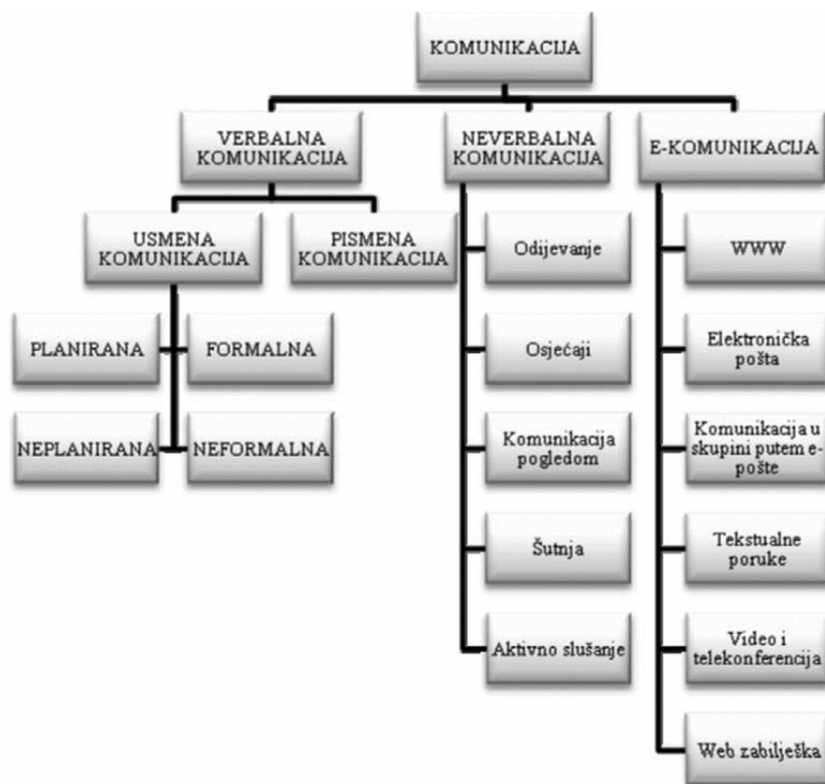 KOMUNIKACIJA
VERBALNA
KOMUNIKACIJA
NEVERBALNA
KOMUNIKACIJA
E-KOMUNIKACIJA
USMENA
KOMUNIKACIJA
PISMENA
KOMUNIKACIJA
PLANIRANA
FORMALNA
NEPLANIRANA
NEFORMALNA
Odijevanje
Osjećaji
Komunikacija
pogledom
Šutnja
Aktivno slušanje
WWW
Elektronička
pošta
Komunikacija u
skupini putem e-
pošte
Tekstualne
poruke
Video i
telekonferencija
Web zabilješka